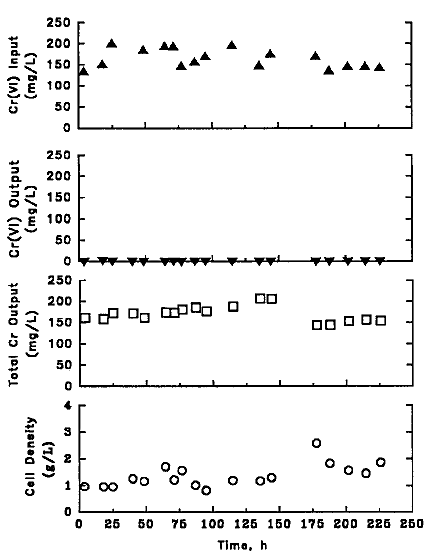 Cr(VI) Input
(mg/L)
250
200
150
100
50
0
Cr(VI) Output
(mg/L)
250
200
150
100
50
0
Total Cr Output
(mg/L)
250
200
150
100
50
0
Cell Density
(g/L)
4
3
2
1
0
0 25 50 75 100 125 150 175 200 225 250
Time, h